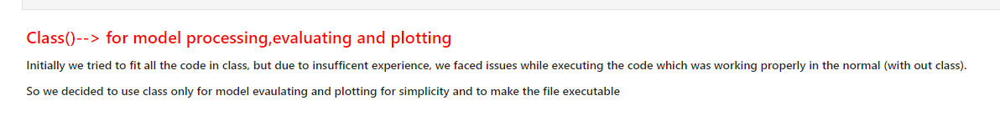 Class()--> for model processing,evaluating and plotting
Initially we tried to fit all the code in class, but due to insufficent experience, we faced issues while executing the code which was working properly in the normal (with out class).
So we decided to use class only for model evaulating and plotting for simplicity and to make the file executable